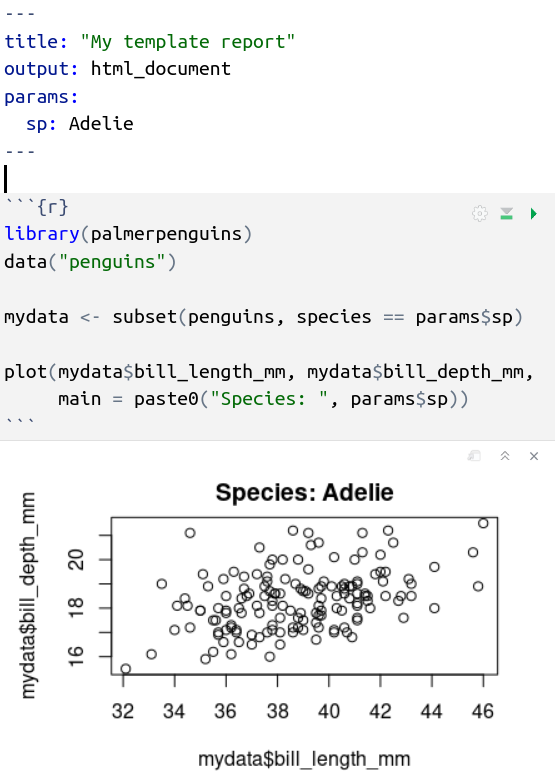 ---
title: "My template report"
output: html_document
params:
  sp: Adelie
---
```{r}
library(palmerpenguins)
data("penguins")
mydata <- subset(penguins, species == params$sp)
plot(mydata$bill_length_mm, mydata$bill_depth_mm,
     main = paste0("Species: ", params$sp))
```
Species: Adelie
mydata$bill_depth_mm
20
18
16
32 34 36 38 40 42 44 46
mydata$bill_length_mm